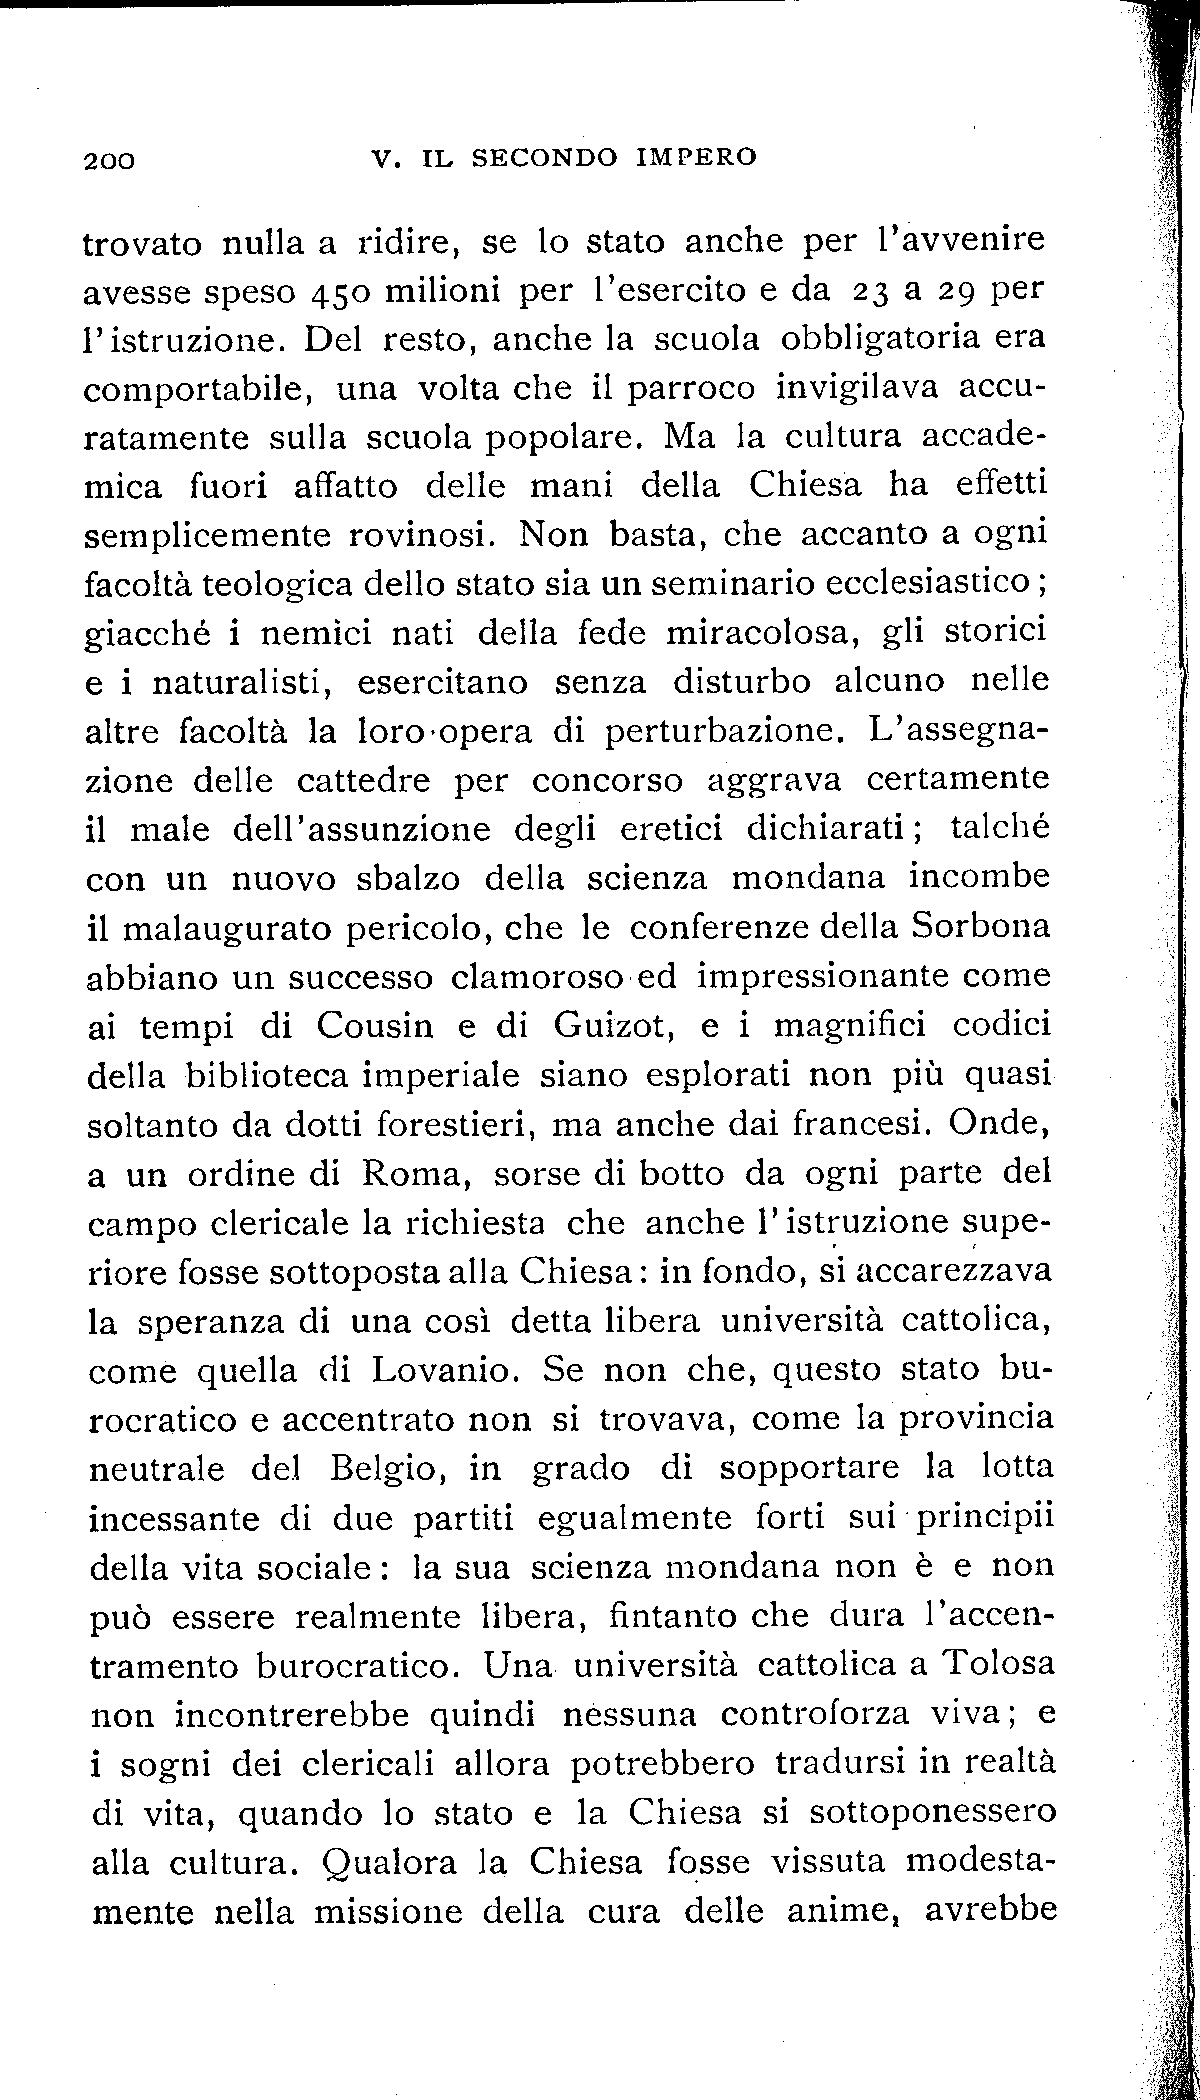 200 V. IL SECONDO IMPERO
trovato nulla a ridire, se lo stato anche per l'avvenire
avesse speso 450 milioni per l'esercito e da 23 a 29 per
l'istruzione. Del resto, anche la scuola obbligatoria era
comportabile, una volta che il parroco invigilava accu-
ratamente sulla scuola popolare. Ma la cultura accade-
mica fuori affatto delle mani della Chiesa ha effetti
semplicemente rovinosi. Non basta, che accanto a ogni
facoltà teologica dello stato sia un seminario ecclesiastico;
giacché i nemici nati della fede miracolosa, gli storici
e i naturalisti, esercitano senza disturbo alcuno nelle
altre facoltà la loro opera di perturbazione. L'assegna-
zione delle cattedre per concorso aggrava certamente
il male dell'assunzione degli eretici dichiarati; talché
con un nuovo sbalzo della scienza mondana incombe
il malaugurato pericolo, che le conferenze della Sorbona
abbiano un successo clamoroso ed impressionante come
ai tempi di Cousin e di Guizot, e i magnifici codici
della biblioteca imperiale siano esplorati non più quasi
soltanto da dotti forestieri, ma anche dai francesi. Onde,
a un ordine di Roma, sorse di botto da ogni parte del
campo clericale la richiesta che anche l'istruzione supe-
riore fosse sottoposta alla Chiesa: in fondo, si accarezzava
la speranza di una così detta libera università cattolica,
come quella di Lovanio. Se non che, questo stato bu-
rocratico e accentrato non si trovava, come la provincia
neutrale del Belgio, in grado di sopportare la lotta
incessante di due partiti egualmente forti sui principii
della vita sociale: la sua scienza mondana non è e non
può essere realmente libera, fintanto che dura l'accen-
tramento burocratico. Una università cattolica a Tolosa
non incontrerebbe quindi nessuna controforza viva; e
i sogni dei clericali allora potrebbero tradursi in realtà
di vita, quando lo stato e la Chiesa si sottoponessero
alla cultura. Qualora la Chiesa fosse vissuta modesta-
mente nella missione della cura delle anime, avrebbe